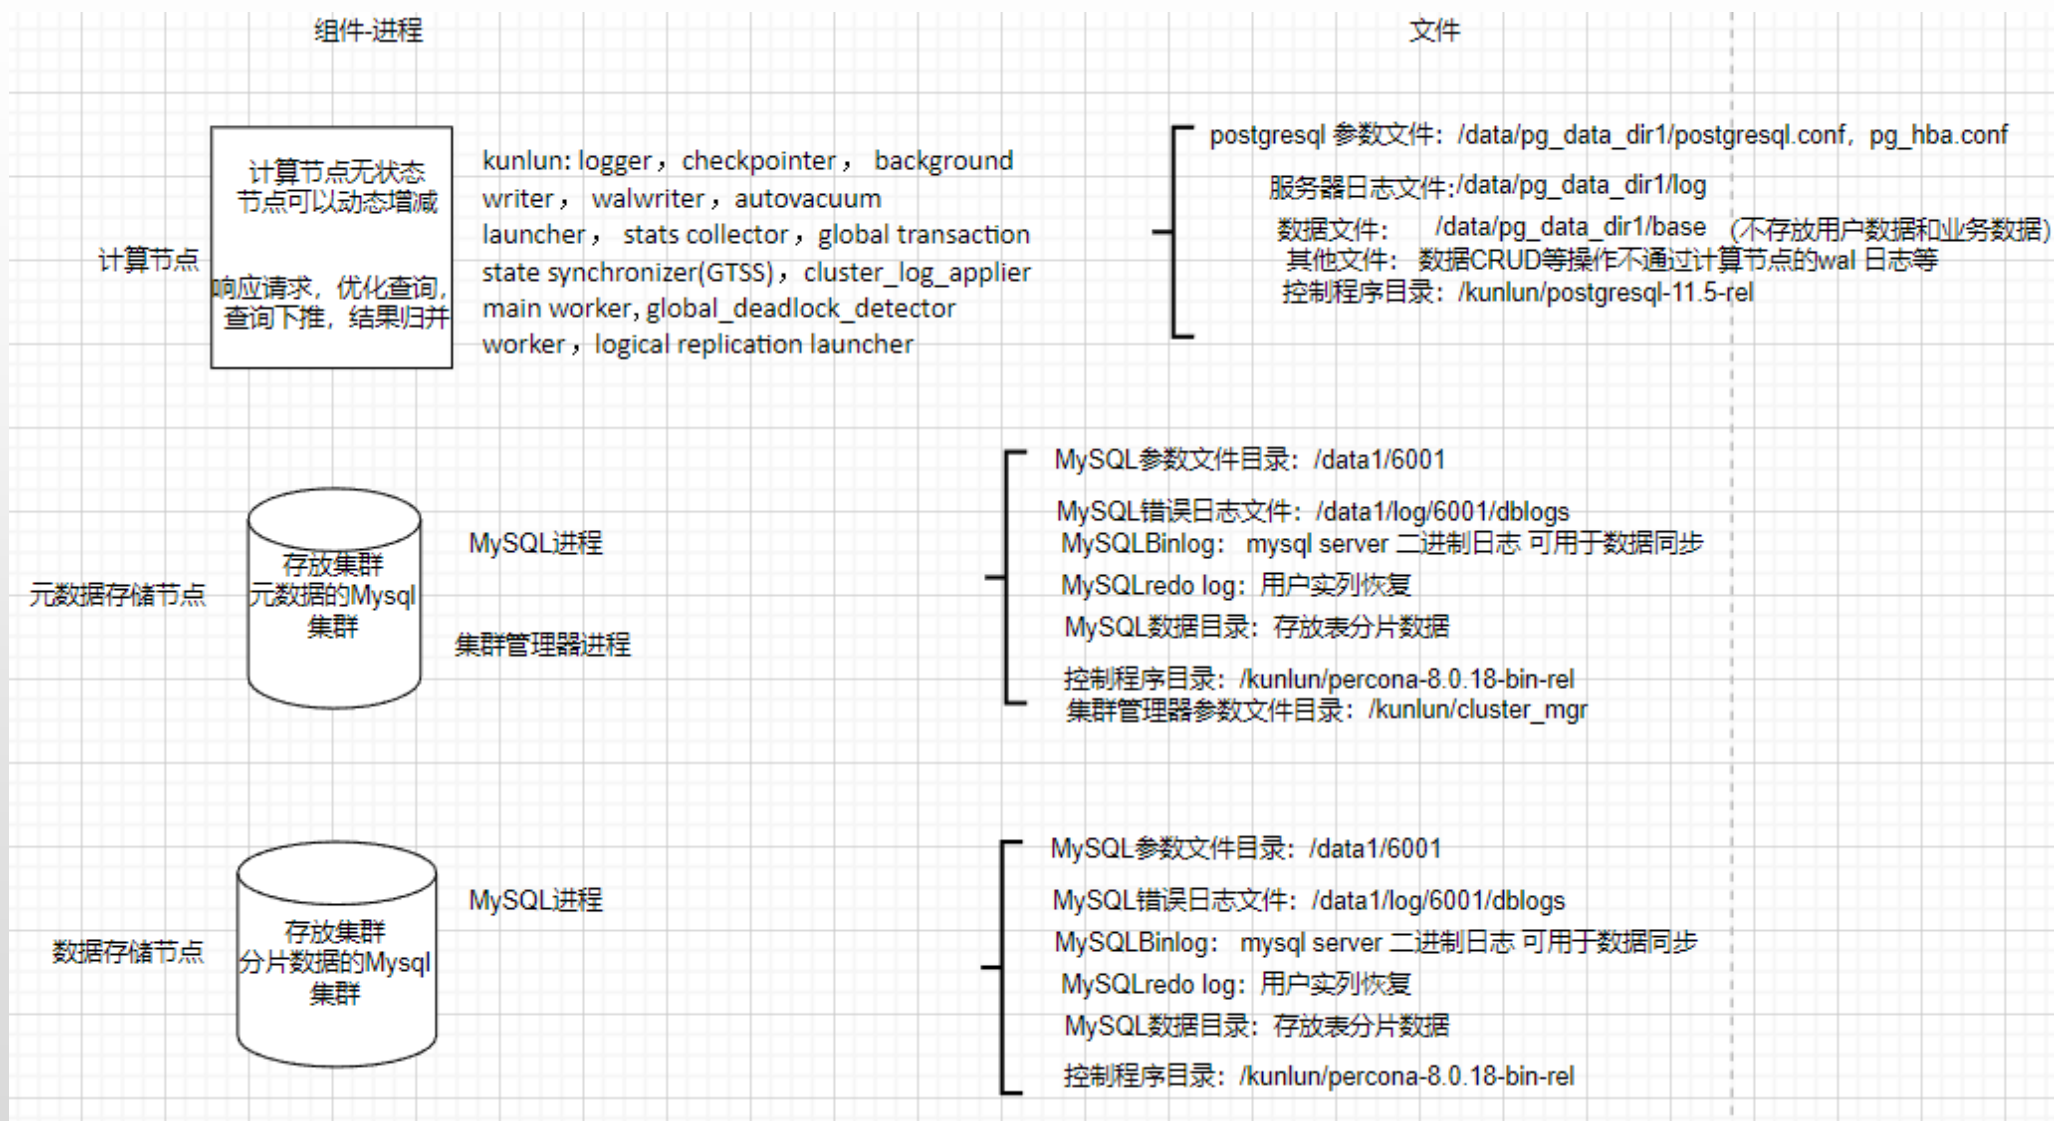 组件-进程
文件
计算节点
计算节点无状态
节点可以动态增减
响应请求，优化查询，
查询下推，结果归并
kunlun: logger，checkpointer， background
writer， walwriter，autovacuum
launcher， stats collector，global transaction
state synchronizer(GTSS)，cluster_log_applier
main worker, global_deadlock_detector
worker，logical replication launcher
postgresql 参数文件：/data/pg_data_dir1/postgresql.conf，pg_hba.conf
服务器日志文件:/data/pg_data_dir1/log
数据文件： /data/pg_data_dir1/base （不存放用户数据和业务数据）
其他文件： 数据CRUD等操作不通过计算节点的wal 日志等
控制程序目录：/kunlun/postgresql-11.5-rel
元数据存储节点
存放集群
元数据的Mysql
集群
MySQL进程
集群管理器进程
MySQL参数文件目录：/data1/6001
MySQL错误日志文件：/data1/log/6001/dblogs
MySQLBinlog： mysql server 二进制日志 可用于数据同步
MySQLredo log：用户实列恢复
MySQL数据目录：存放表分片数据
控制程序目录：/kunlun/percona-8.0.18-bin-rel
集群管理器参数文件目录：/kunlun/cluster_mgr
数据存储节点
存放集群
分片数据的Mysql
集群
MySQL进程
MySQL参数文件目录：/data1/6001
MySQL错误日志文件：/data1/log/6001/dblogs
MySQLBinlog： mysql server 二进制日志 可用于数据同步
MySQLredo log：用户实列恢复
MySQL数据目录：存放表分片数据
控制程序目录：/kunlun/percona-8.0.18-bin-rel